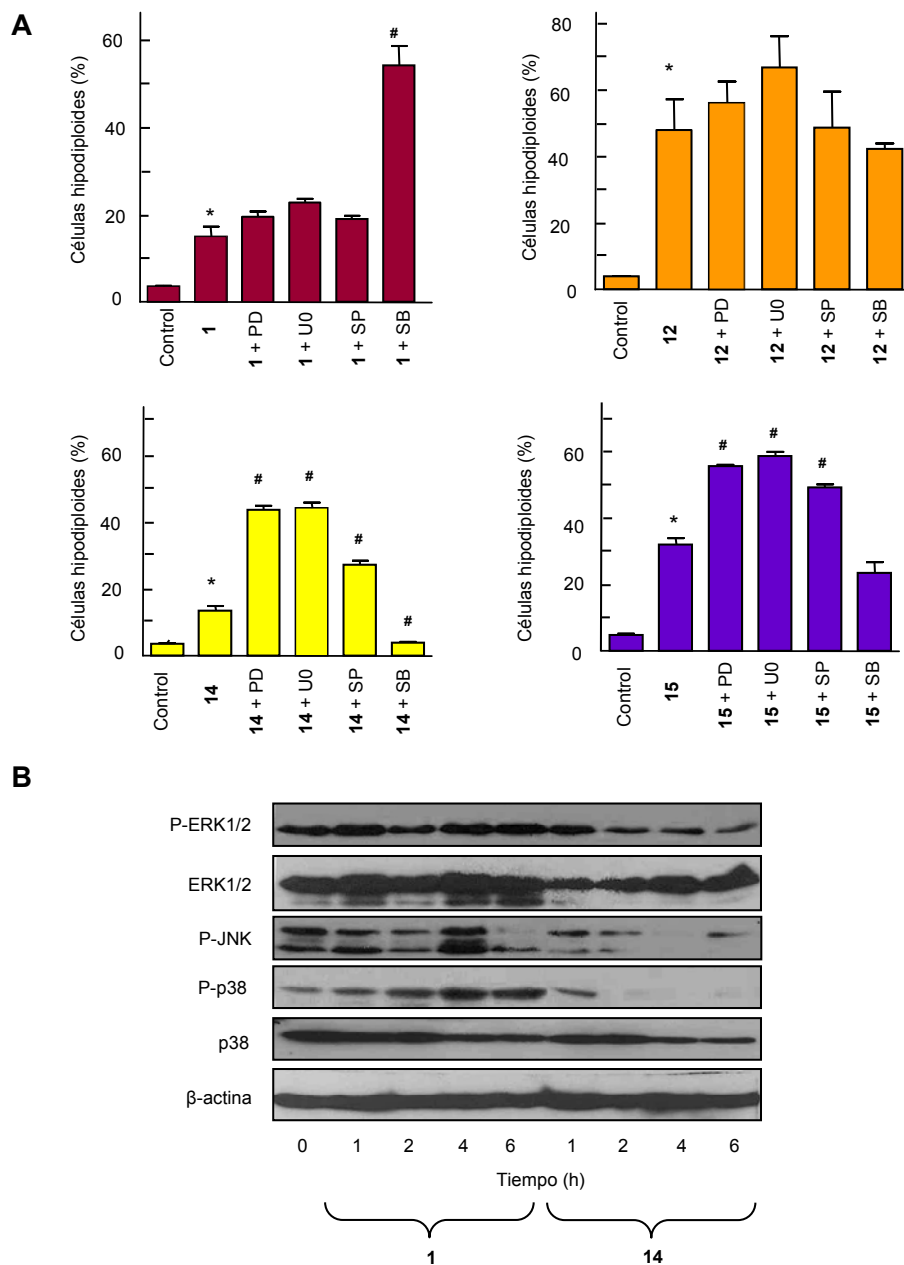 A
Células hipodiploides (%)
60
40
20
0
#
*
Control
1
1 + PD
1 + U0
1 + SP
1 + SB
Células hipodiploides (%)
80
60
40
20
0
*
Control
12
12 + PD
12 + U0
12 + SP
12 + SB
Células hipodiploides (%)
60
40
20
0
*
#
#
#
#
Control
14
14 + PD
14 + U0
14 + SP
14 + SB
Células hipodiploides (%)
60
40
20
0
*
#
#
#
Control
15
15 + PD
15 + U0
15 + SP
15 + SB
B
P-ERK1/2
ERK1/2
P-JNK
P-p38
p38
β-actina
0 1 2 4 6 1 2 4 6
Tiempo (h)
1 14